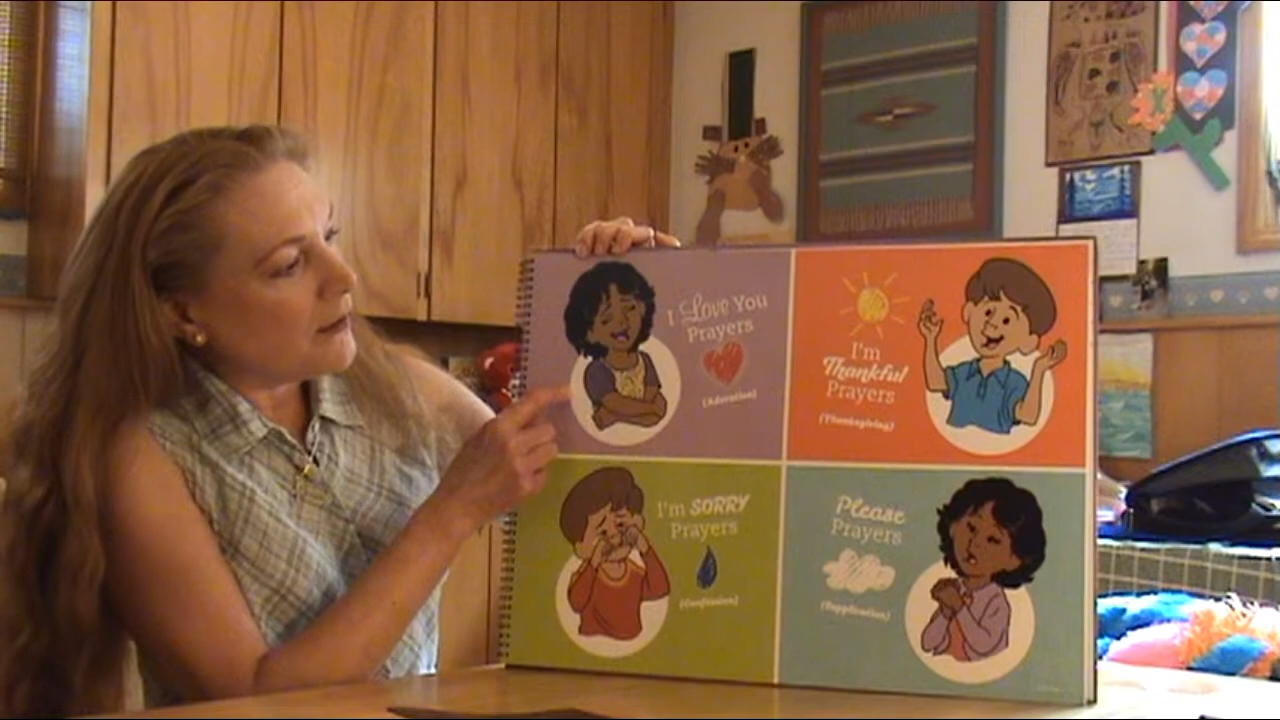 I Love You
Prayers
(Adoration)
I'm
Thankful
Prayers
(Thanksgiving)
I'm SORRY
Prayers
(Confession)
Please
Prayers
(Supplication)